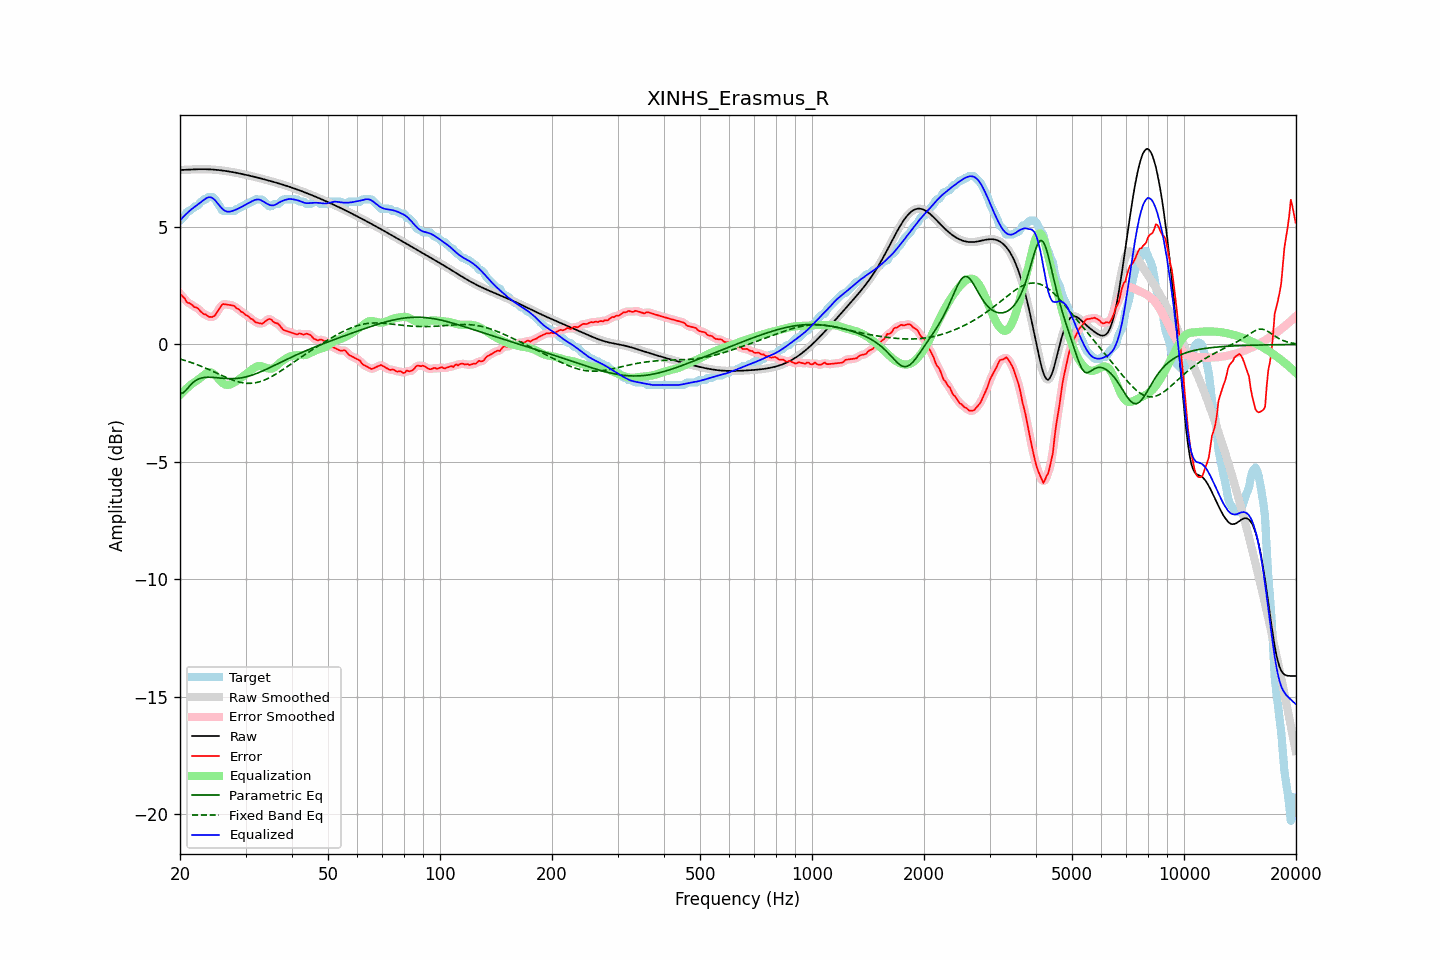 XINHS_Erasmus_R
Amplitude (dBr)
5
0
−5
−10
−15
−20
Target
Raw Smoothed
Error Smoothed
Raw
Error
Equalization
Parametric Eq
Fixed Band Eq
Equalized
20 50 100 200 500 1000 2000 5000 10000 20000
Frequency (Hz)